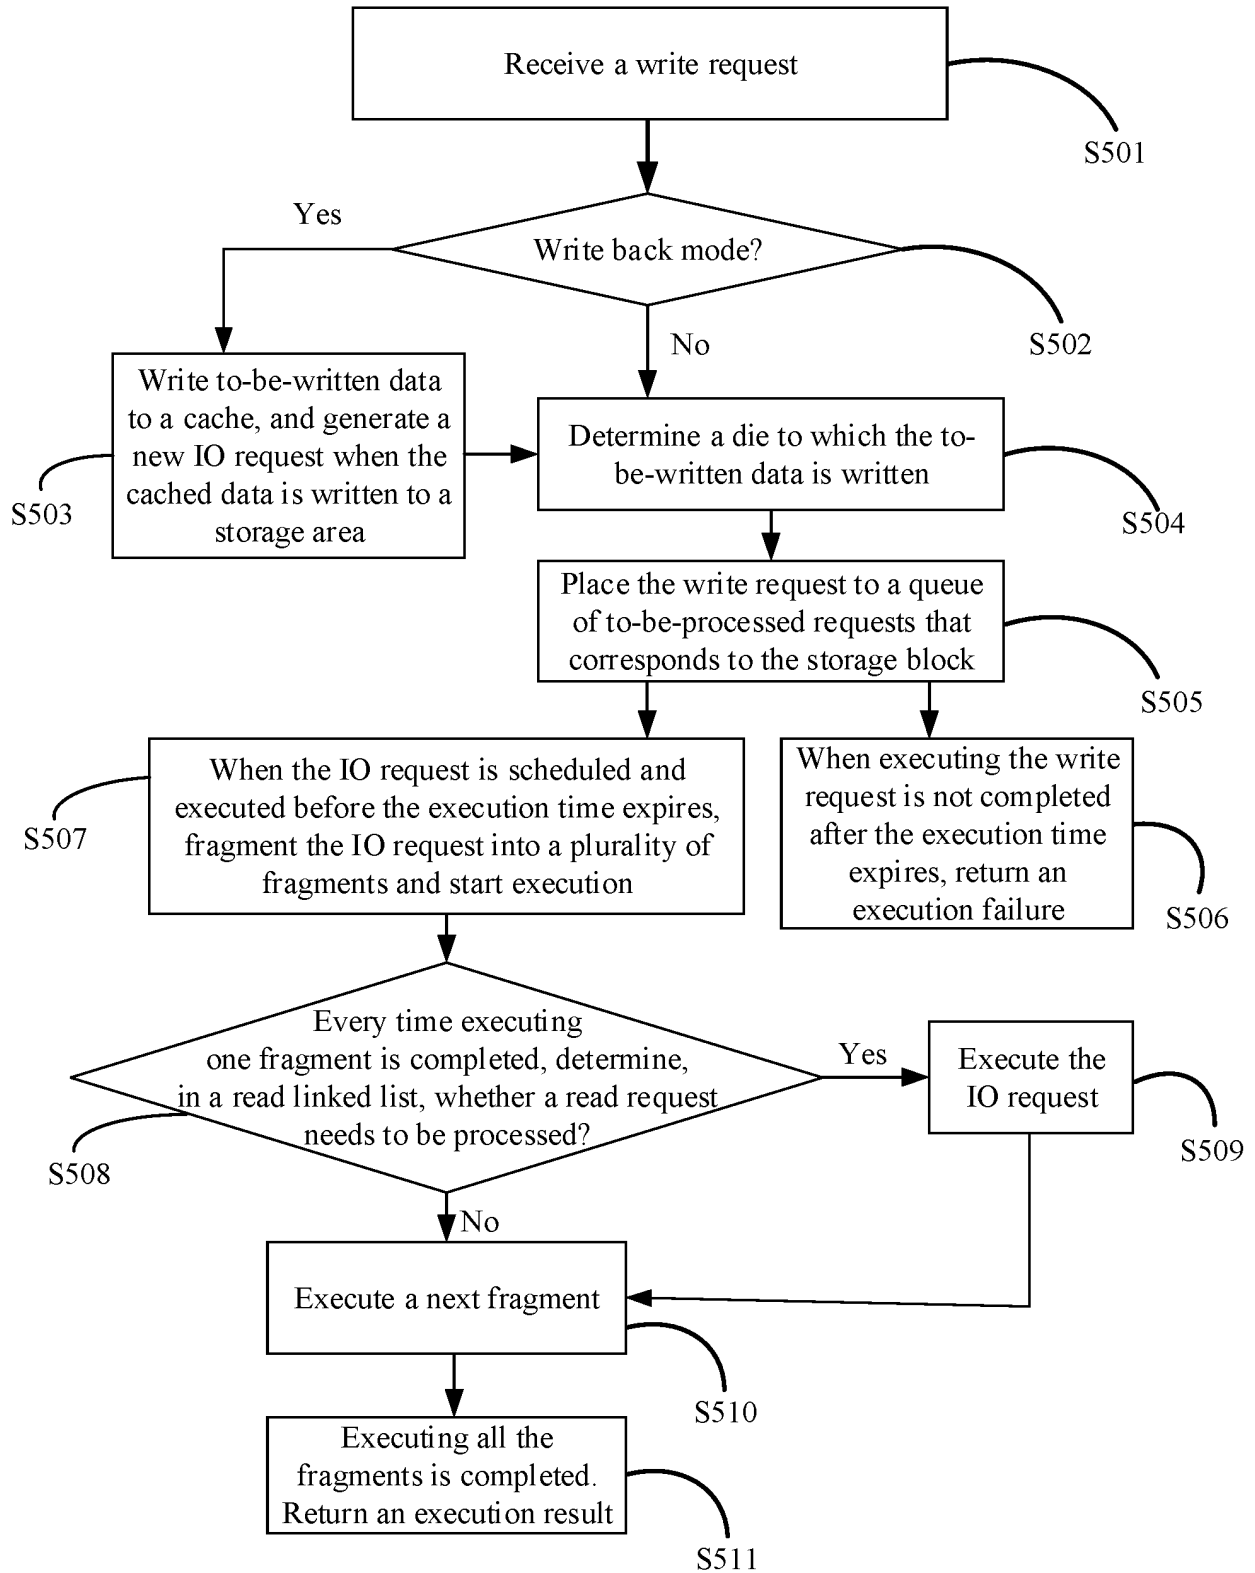 Receive a write request
S501
Yes
Write back mode?
No
S502
Write to-be-written data
to a cache, and generate a
new IO request when the
cached data is written to a
storage area
S503
Determine a die to which the to-
be-written data is written
S504
Place the write request to a queue
of to-be-processed requests that
corresponds to the storage block
S505
When the IO request is scheduled and
executed before the execution time expires,
fragment the IO request into a plurality of
fragments and start execution
S507
When executing the write
request is not completed
after the execution time
expires, return an
execution failure
S506
Every time executing
one fragment is completed, determine,
in a read linked list, whether a read request
needs to be processed?
S508
Yes
Execute the
IO request
S509
No
Execute a next fragment
S510
Executing all the
fragments is completed.
Return an execution result
S511